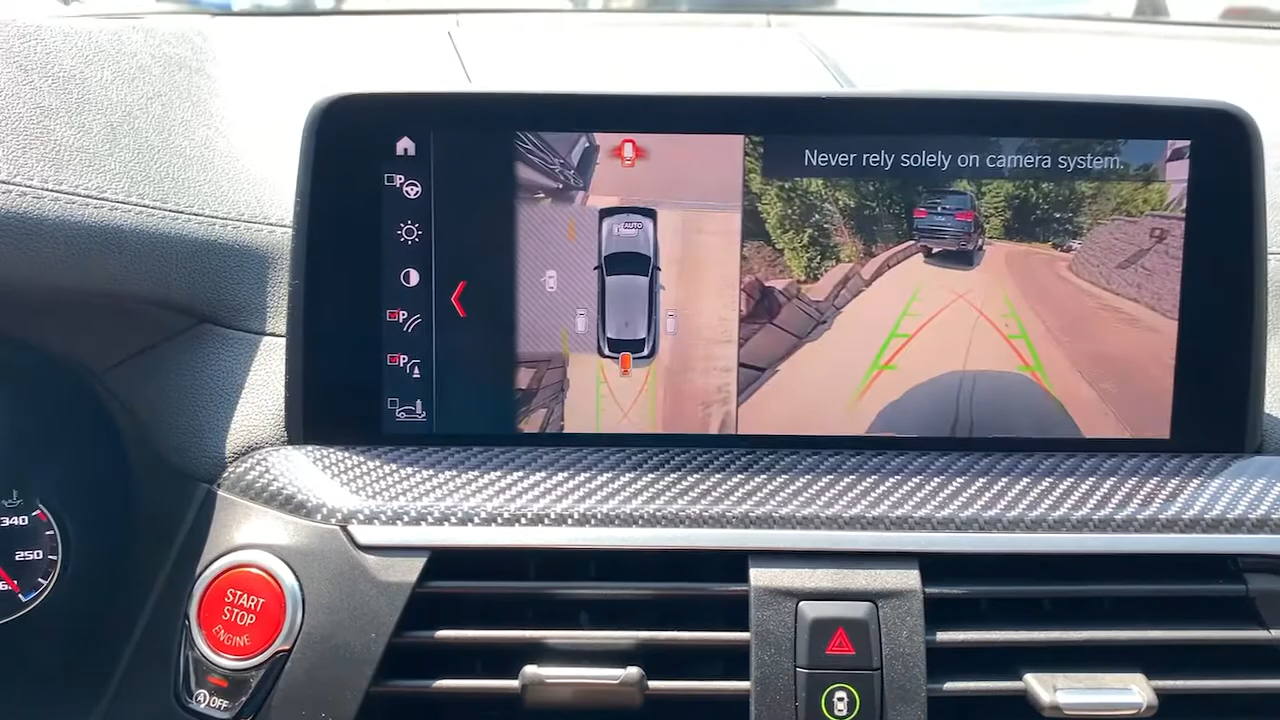 Never rely solely on camera system.
P
AUTO
P
P
340
250
START
STOP
ENGINE
A OFF